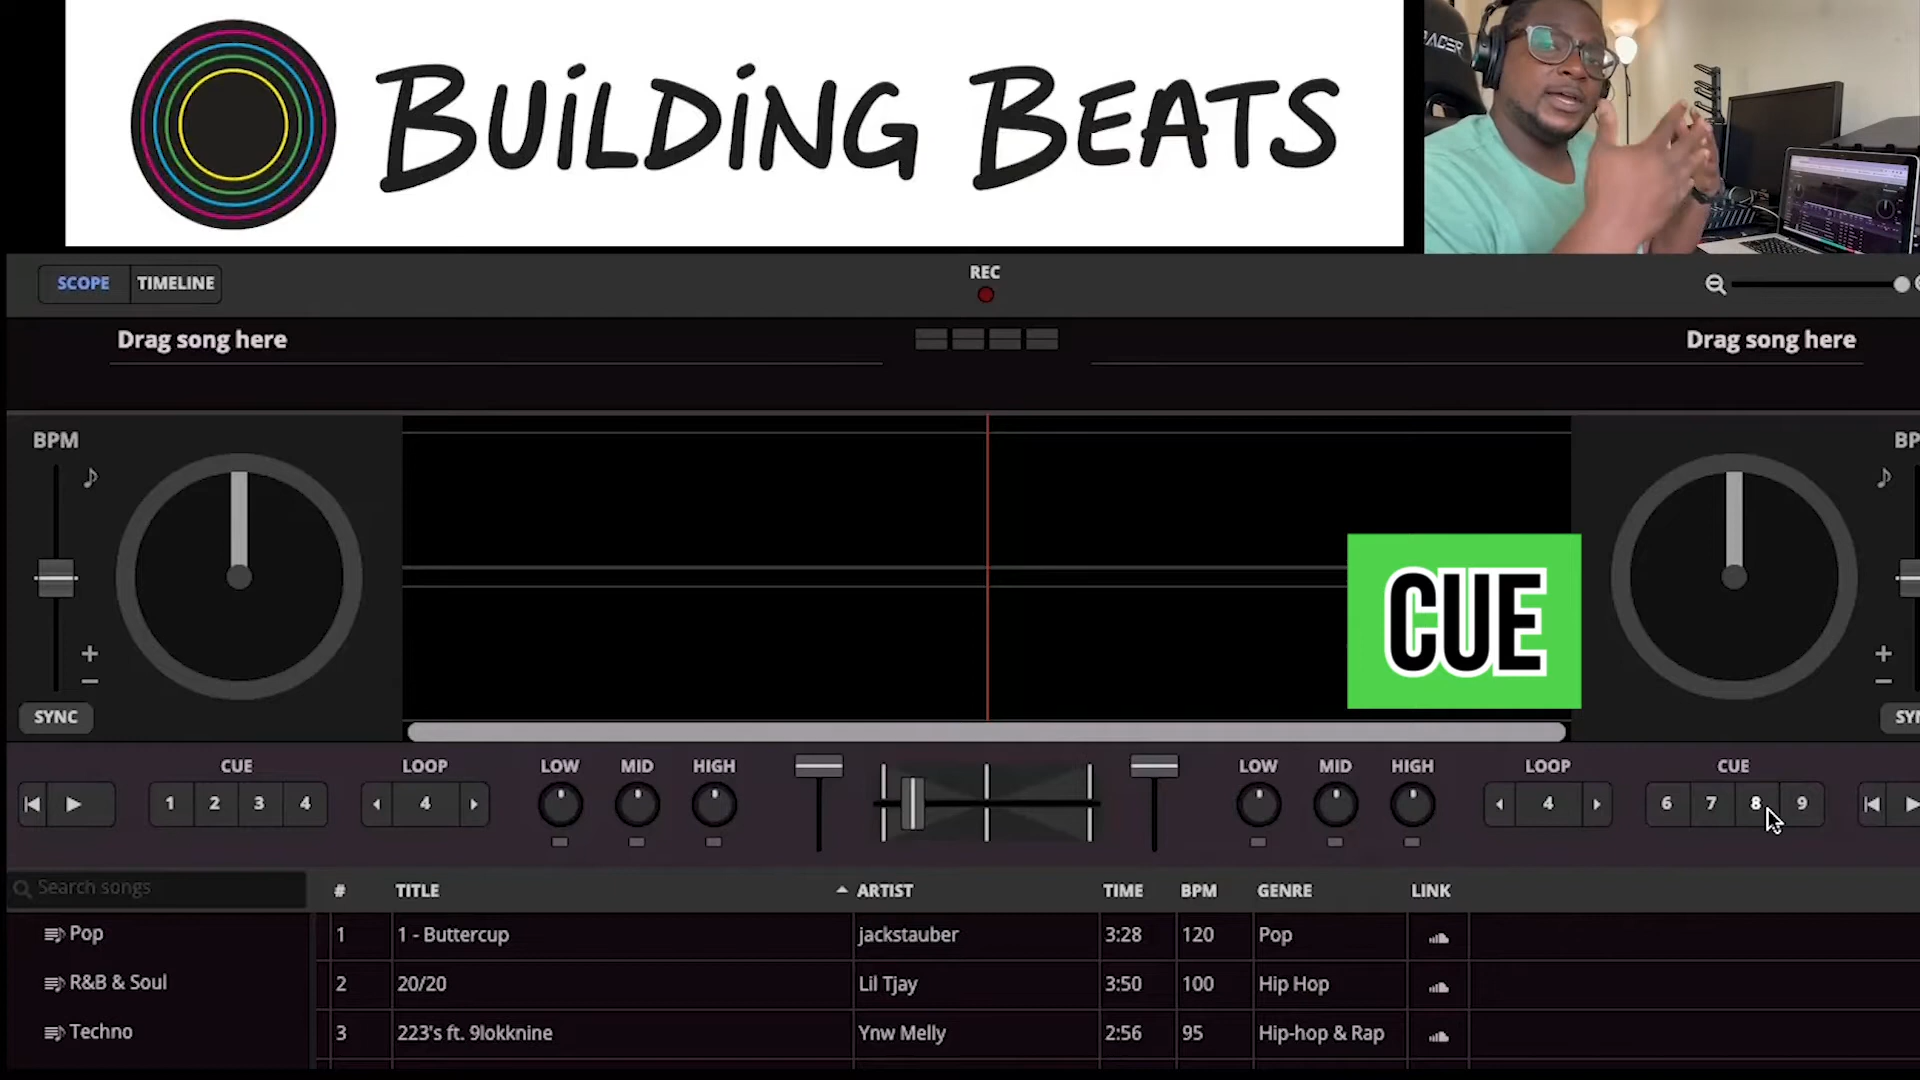 BUiLDiNG BEATS
SCOPE TIMELINE
REC
Drag song here
Drag song here
BPM
CUE
SYNC
CUE
1 2 3 4
LOOP
4
LOW MID HIGH
LOW MID HIGH
LOOP
4
CUE
6 7 8 9
Search songs
Pop
R&B & Soul
Techno
# TITLE ARTIST TIME BPM GENRE LINK
1 1 - Buttercup jackstauber 3:28 120 Pop
2 20/20 Lil Tjay 3:50 100 Hip Hop
3 223's ft. 9lokknine Ynw Melly 2:56 95 Hip-hop & Rap